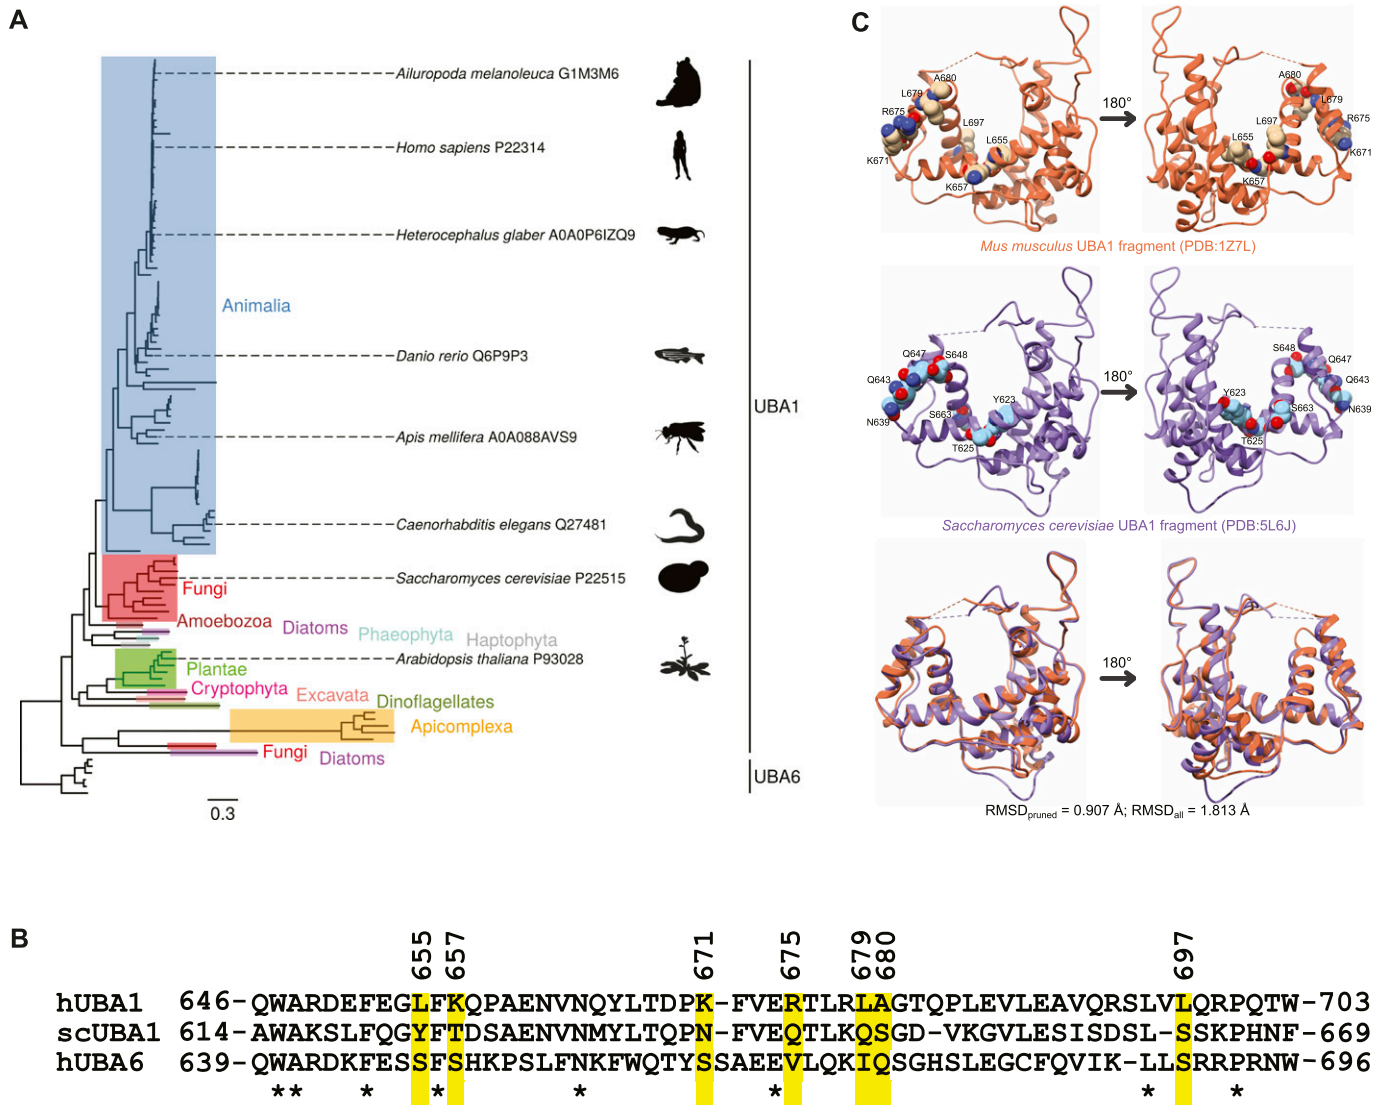 A
Ailuropoda melanoleuca G1M3M6
Homo sapiens P22314
Heterocephalus glaber A0A0P6IZQ9
Animalia
Danio rerio Q6P9P3
UBA1
Apis mellifera A0A088AVS9
Caenorhabditis elegans Q27481
Saccharomyces cerevisiae P22515
Fungi
Amoebozoa
Diatoms
Phaeophyta
Haptophyta
Arabidopsis thaliana P93028
Plantae
Cryptophyta
Excavata
Dinoflagellates
Apicomplexa
Fungi
Diatoms
UBA6
0.3
C
A680
L679
R675
L697
L655
K671
K657
180°
A680
L679
R675
L697
L655
K671
K657
Mus musculus UBA1 fragment (PDB:1Z7L)
Q647
S648
Q643
Y623
S663
N639
T625
180°
S648
Q647
Q643
Y623
S663
N639
T625
Saccharomyces cerevisiae UBA1 fragment (PDB:5L6J)
180°
RMSDpruned = 0.907 Å; RMSDall = 1.813 Å
B
655 657 671 675 679 680 697
hUBA1 646-QWARDEFEGLFKQPAENVNQYLTDPK-FVERTLRLAGTQPLEVLEAVQRSLVLQRPQTW-703
scUBA1 614-AWAKSLFQGYFTDSAENVNMYLTQPN-FVEQTLKQSGD-VKGVLESISDSL-SSKPHNF-669
hUBA6 639-QWARDKFESSFSHKPSLFNKFWQTYSSAEEVLQKIQSGHSLEGCFQVIK-LLSRRPRNW-696
* * * * * * * *